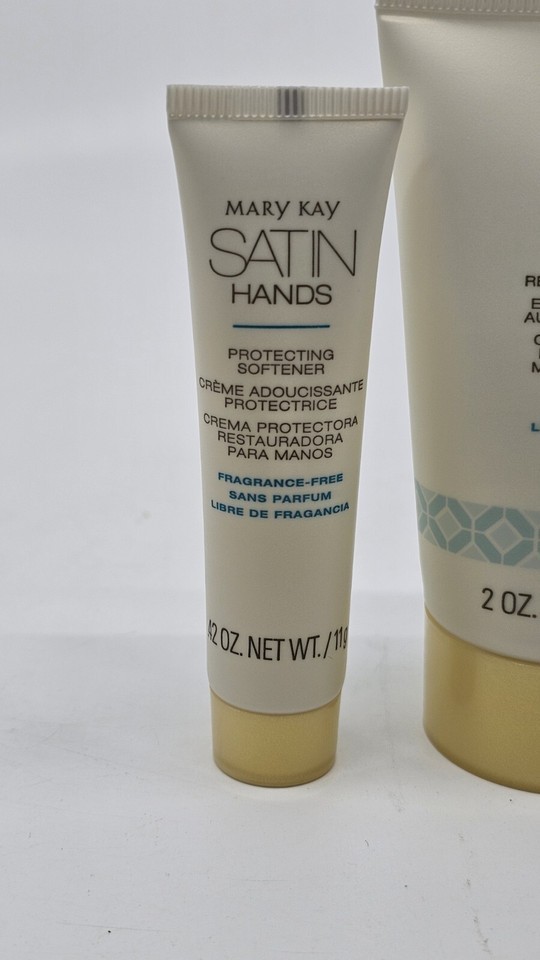 MARY KAY
SATIN
HANDS
PROTECTING
SOFTENER
CRÈME ADOUCISSANTE
PROTECTRICE
CREMA PROTECTORA
RESTAURADORA
PARA MANOS
FRAGRANCE-FREE
SANS PARFUM
LIBRE DE FRAGANCIA
.42 OZ. NET WT. / 11g
2 OZ.